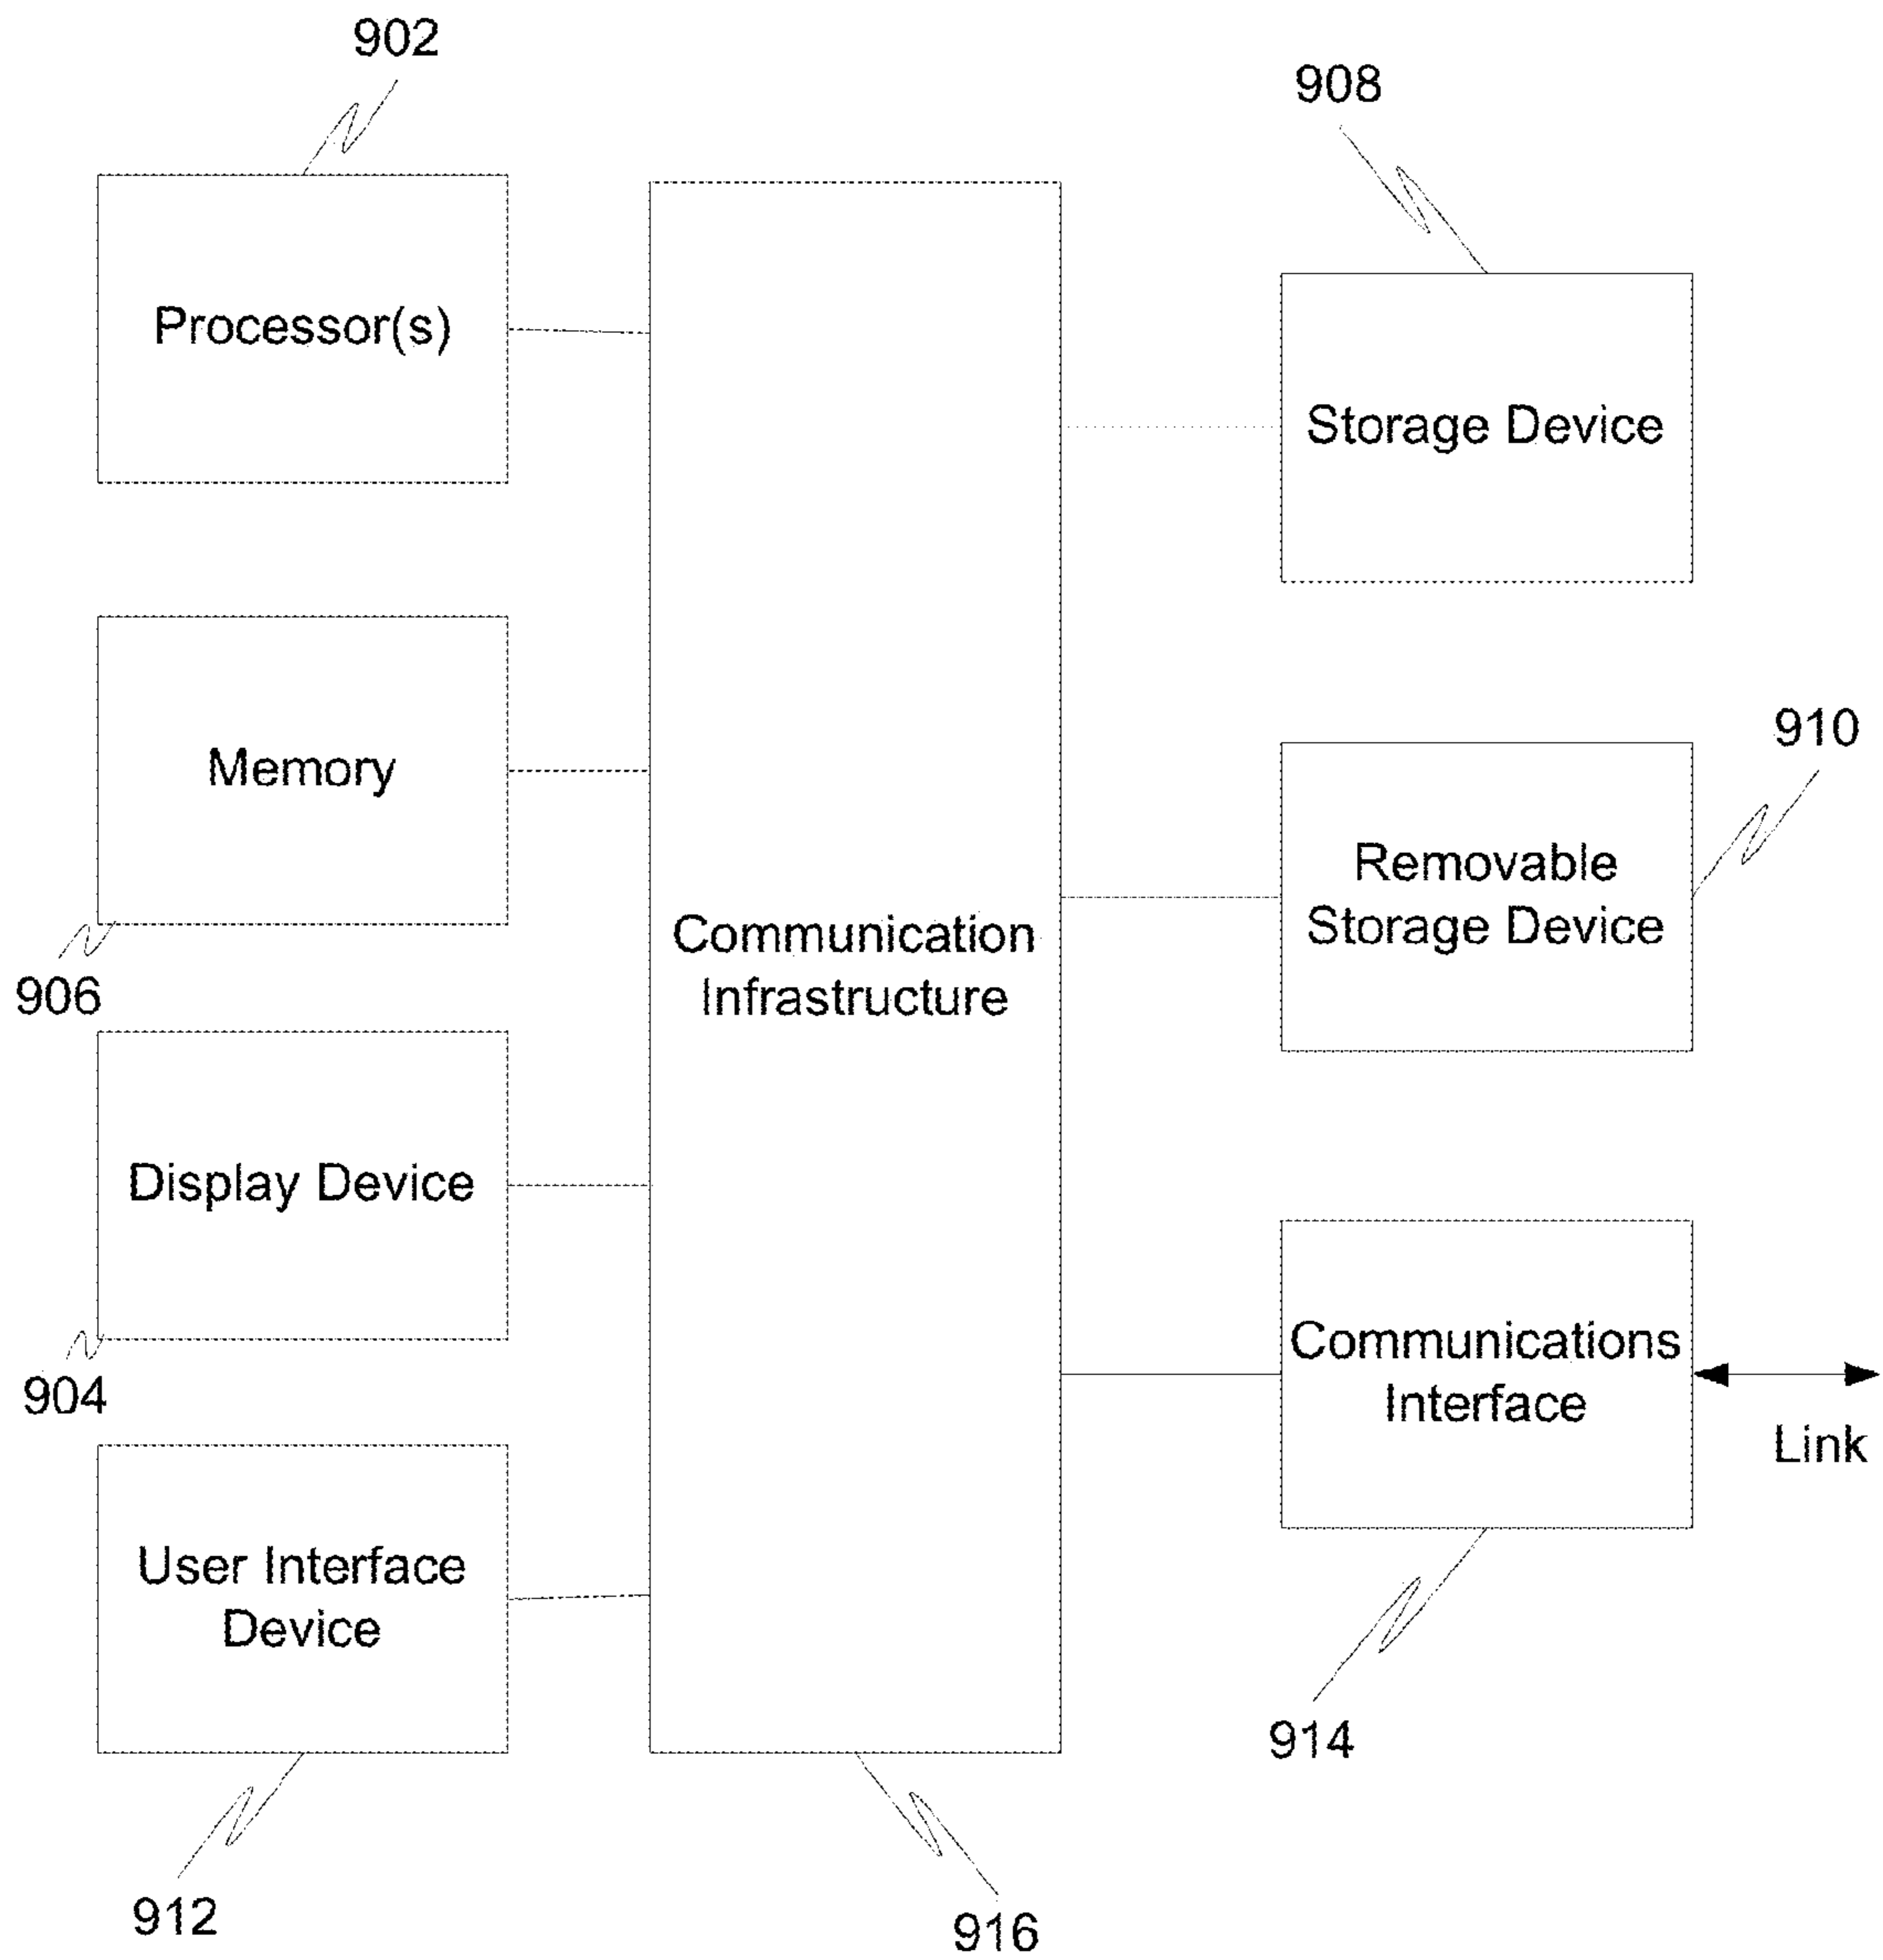 902
908
Processor(s)
Storage Device
910
Memory
Removable
Storage Device
Communication
Infrastructure
906
Display Device
Communications
Interface
904
Link
User Interface
Device
914
912
916